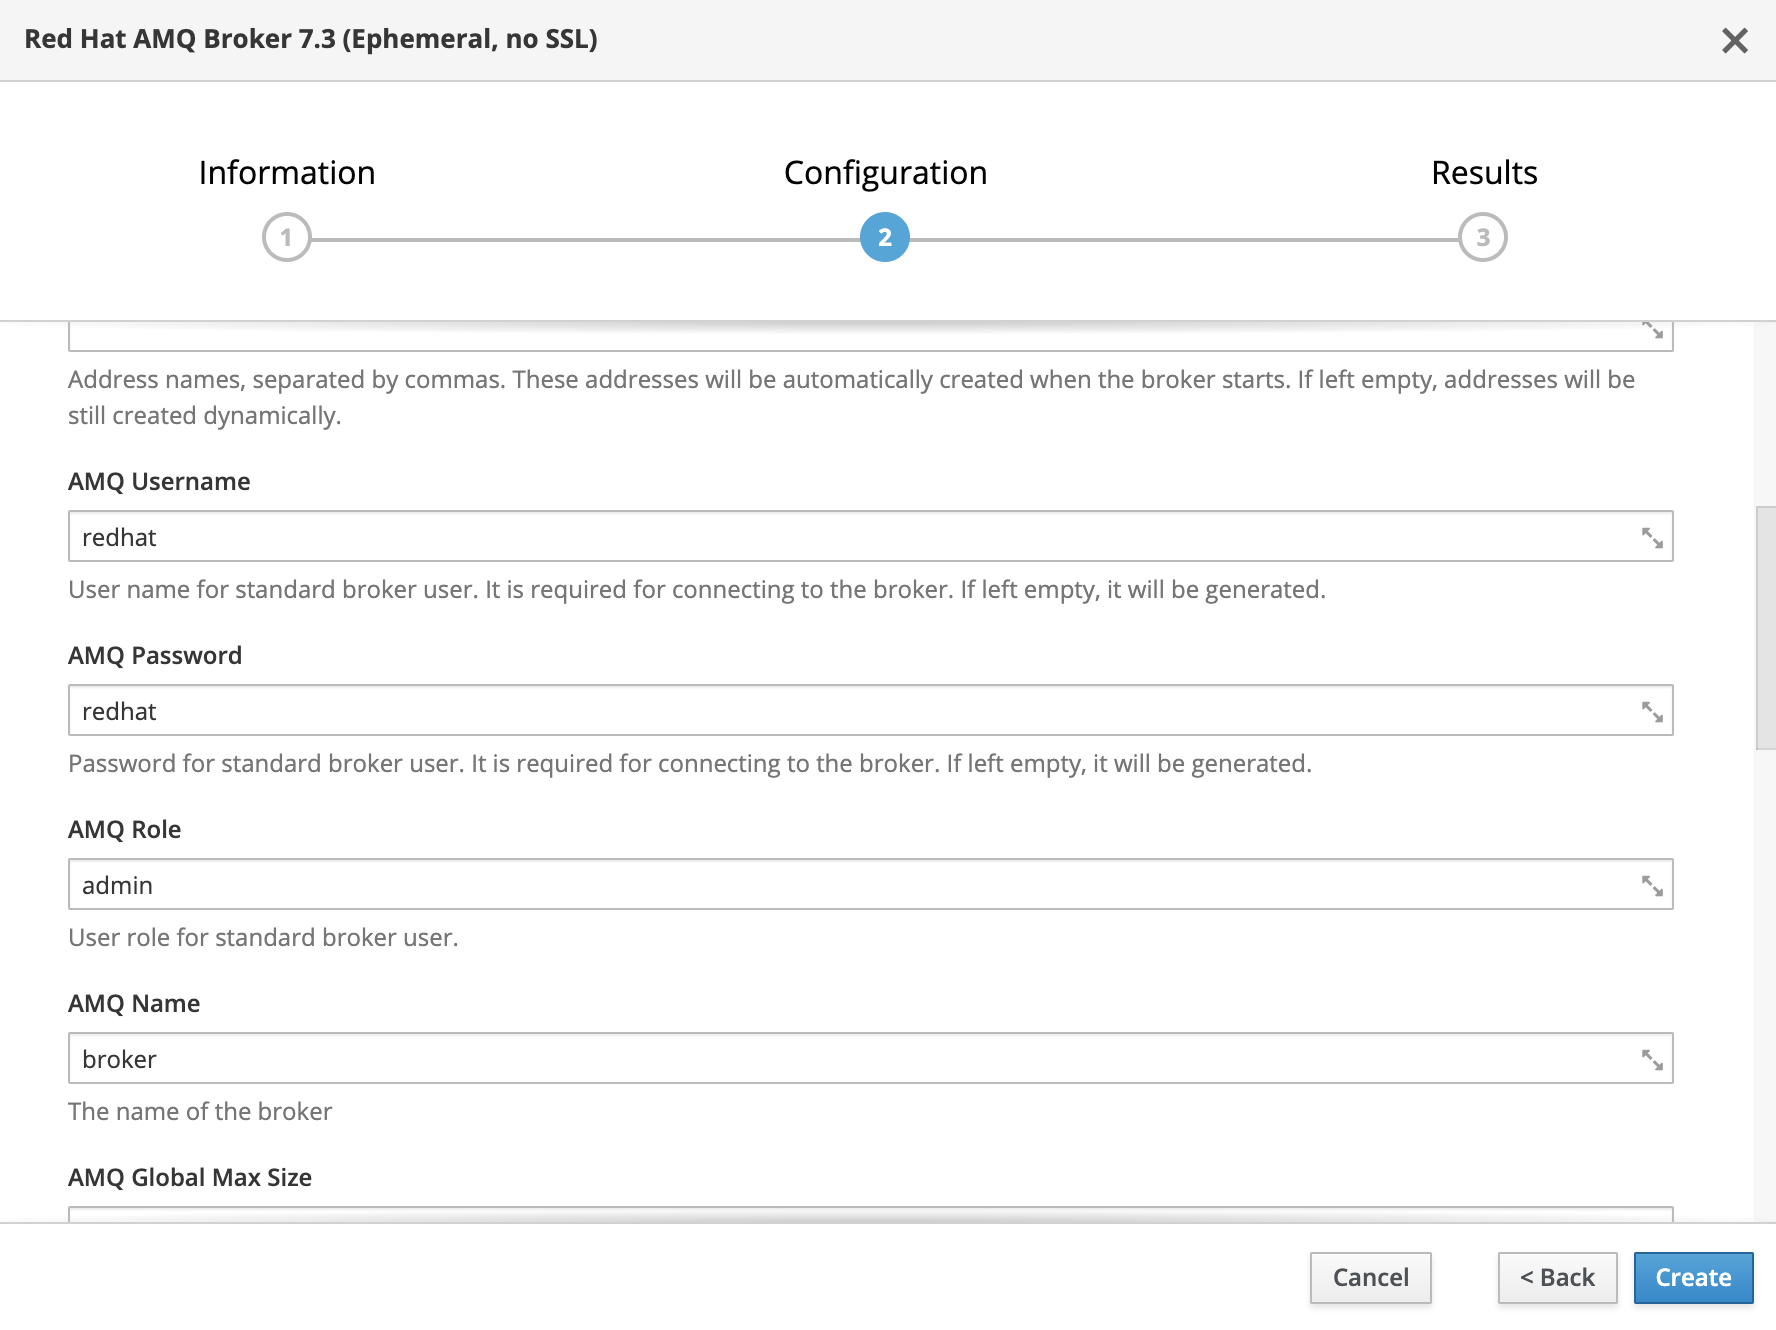 Red Hat AMQ Broker 7.3 (Ephemeral, no SSL)
Information
Configuration
Results
1
2
3
Address names, separated by commas. These addresses will be automatically created when the broker starts. If left empty, addresses will be
still created dynamically.
AMQ Username
redhat
User name for standard broker user. It is required for connecting to the broker. If left empty, it will be generated.
AMQ Password
redhat
Password for standard broker user. It is required for connecting to the broker. If left empty, it will be generated.
AMQ Role
admin
User role for standard broker user.
AMQ Name
broker
The name of the broker
AMQ Global Max Size
Cancel
< Back
Create